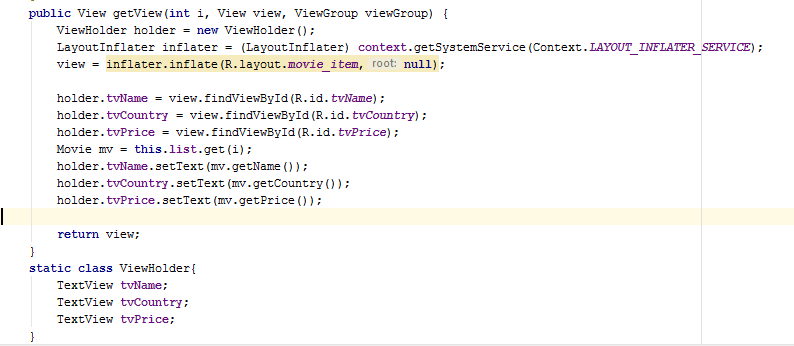 public View getView(int i, View view, ViewGroup viewGroup) {
    ViewHolder holder = new ViewHolder();
    LayoutInflater inflater = (LayoutInflater) context.getSystemService(Context.LAYOUT_INFLATER_SERVICE);
    view = inflater.inflate(R.layout.movie_item, root: null);
    holder.tvName = view.findViewById(R.id.tvName);
    holder.tvCountry = view.findViewById(R.id.tvCountry);
    holder.tvPrice = view.findViewById(R.id.tvPrice);
    Movie mv = this.list.get(i);
    holder.tvName.setText(mv.getName());
    holder.tvCountry.setText(mv.getCountry());
    holder.tvPrice.setText(mv.getPrice());
    return view;
}
static class ViewHolder{
    TextView tvName;
    TextView tvCountry;
    TextView tvPrice;
}